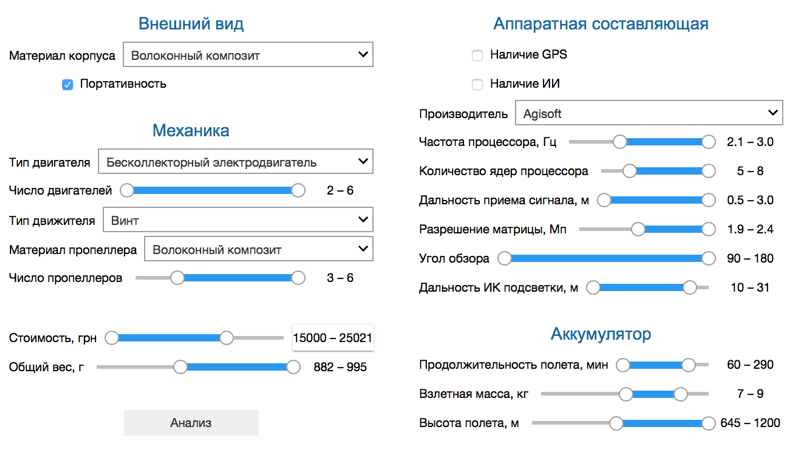 Внешний вид
Материал корпуса Волоконный композит
Портативность
Механика
Тип двигателя Бесколлекторный электродвигатель
Число двигателей 2 – 6
Тип движителя Винт
Материал пропеллера Волоконный композит
Число пропеллеров 3 – 6
Стоимость, грн 15000 – 25021
Общий вес, г 882 – 995
Анализ
Аппаратная составляющая
Наличие GPS
Наличие ИИ
Производитель Agisoft
Частота процессора, Гц 2.1 – 3.0
Количество ядер процессора 5 – 8
Дальность приема сигнала, м 0.5 – 3.0
Разрешение матрицы, Мп 1.9 – 2.4
Угол обзора 90 – 180
Дальность ИК подсветки, м 10 – 31
Аккумулятор
Продолжительность полета, мин 60 – 290
Взлетная масса, кг 7 – 9
Высота полета, м 645 – 1200